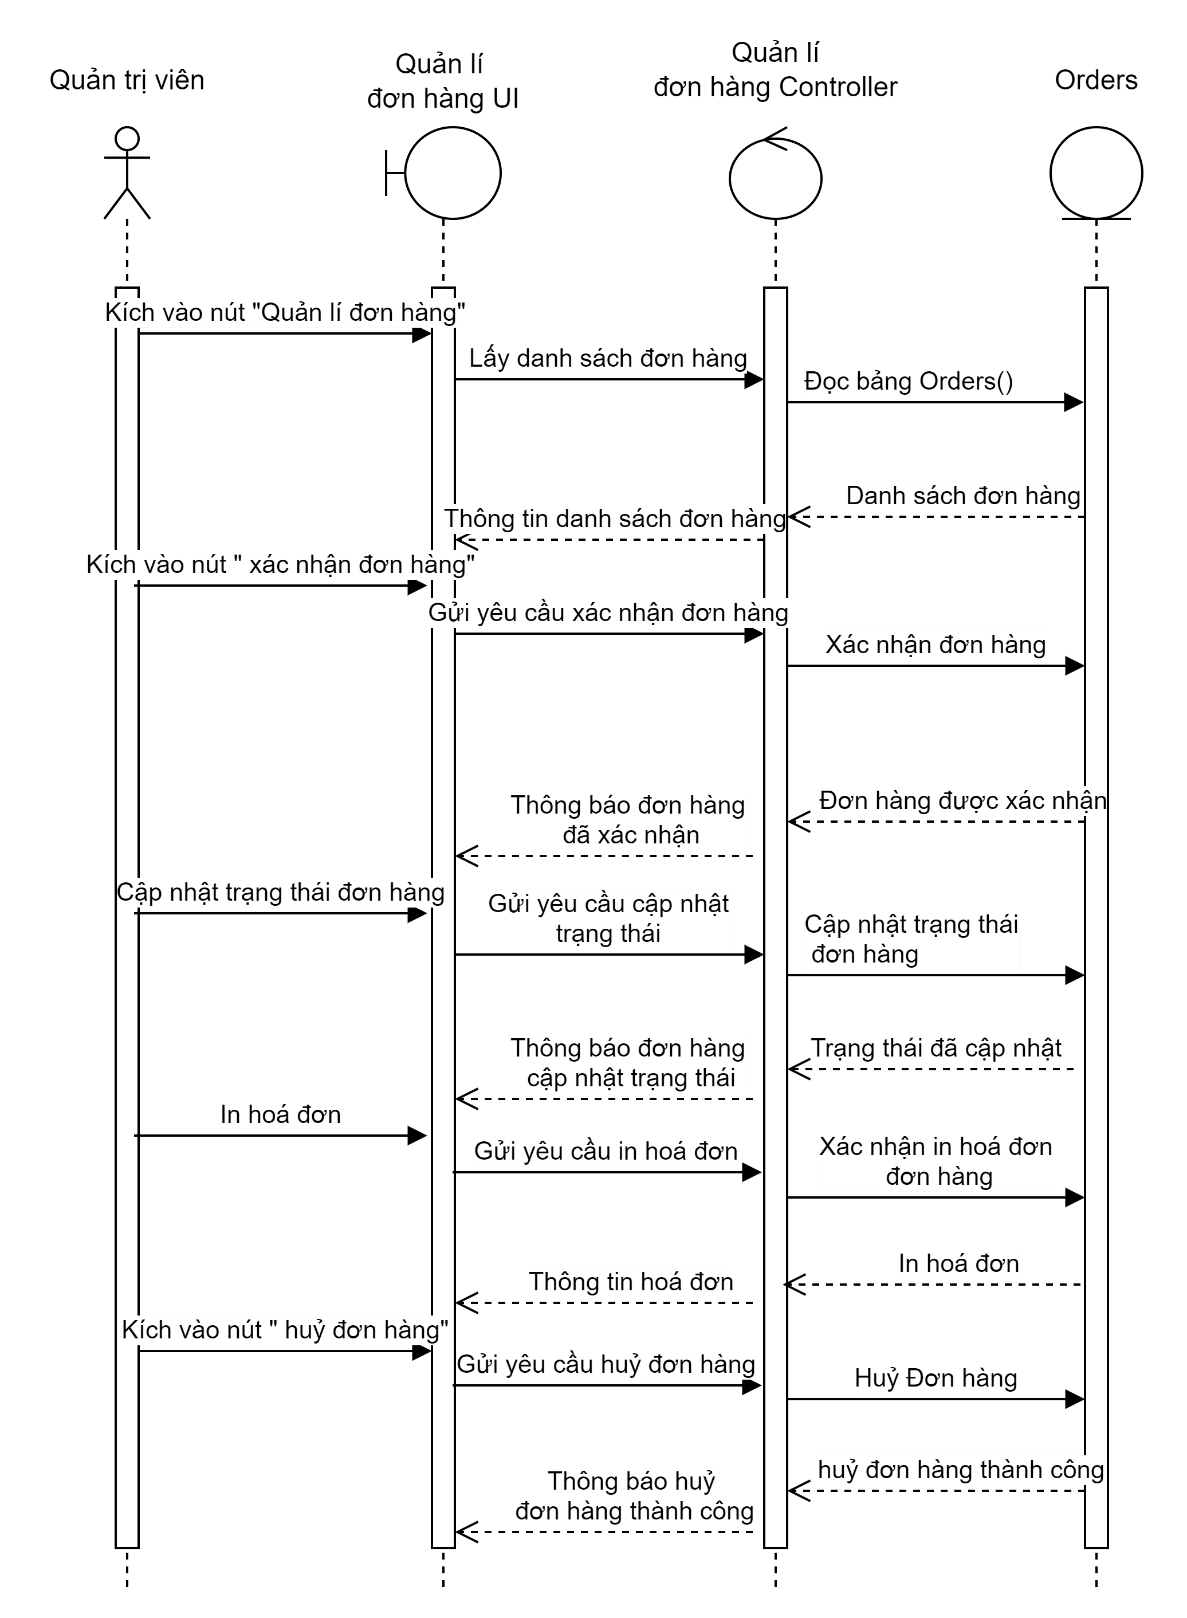 Quản trị viên
Quản lí
đơn hàng UI
Quản lí
đơn hàng Controller
Orders
Kích vào nút "Quản lí đơn hàng"
Lấy danh sách đơn hàng
Đọc bảng Orders()
Danh sách đơn hàng
Thông tin danh sách đơn hàng
Kích vào nút " xác nhận đơn hàng"
Gửi yêu cầu xác nhận đơn hàng
Xác nhận đơn hàng
Đơn hàng được xác nhận
Thông báo đơn hàng
đã xác nhận
Cập nhật trạng thái đơn hàng
Gửi yêu cầu cập nhật
trạng thái
Cập nhật trạng thái
đơn hàng
Trạng thái đã cập nhật
Thông báo đơn hàng
cập nhật trạng thái
In hoá đơn
Gửi yêu cầu in hoá đơn
Xác nhận in hoá đơn
đơn hàng
In hoá đơn
Thông tin hoá đơn
Kích vào nút " huỷ đơn hàng"
Gửi yêu cầu huỷ đơn hàng
Huỷ Đơn hàng
huỷ đơn hàng thành công
Thông báo huỷ
đơn hàng thành công